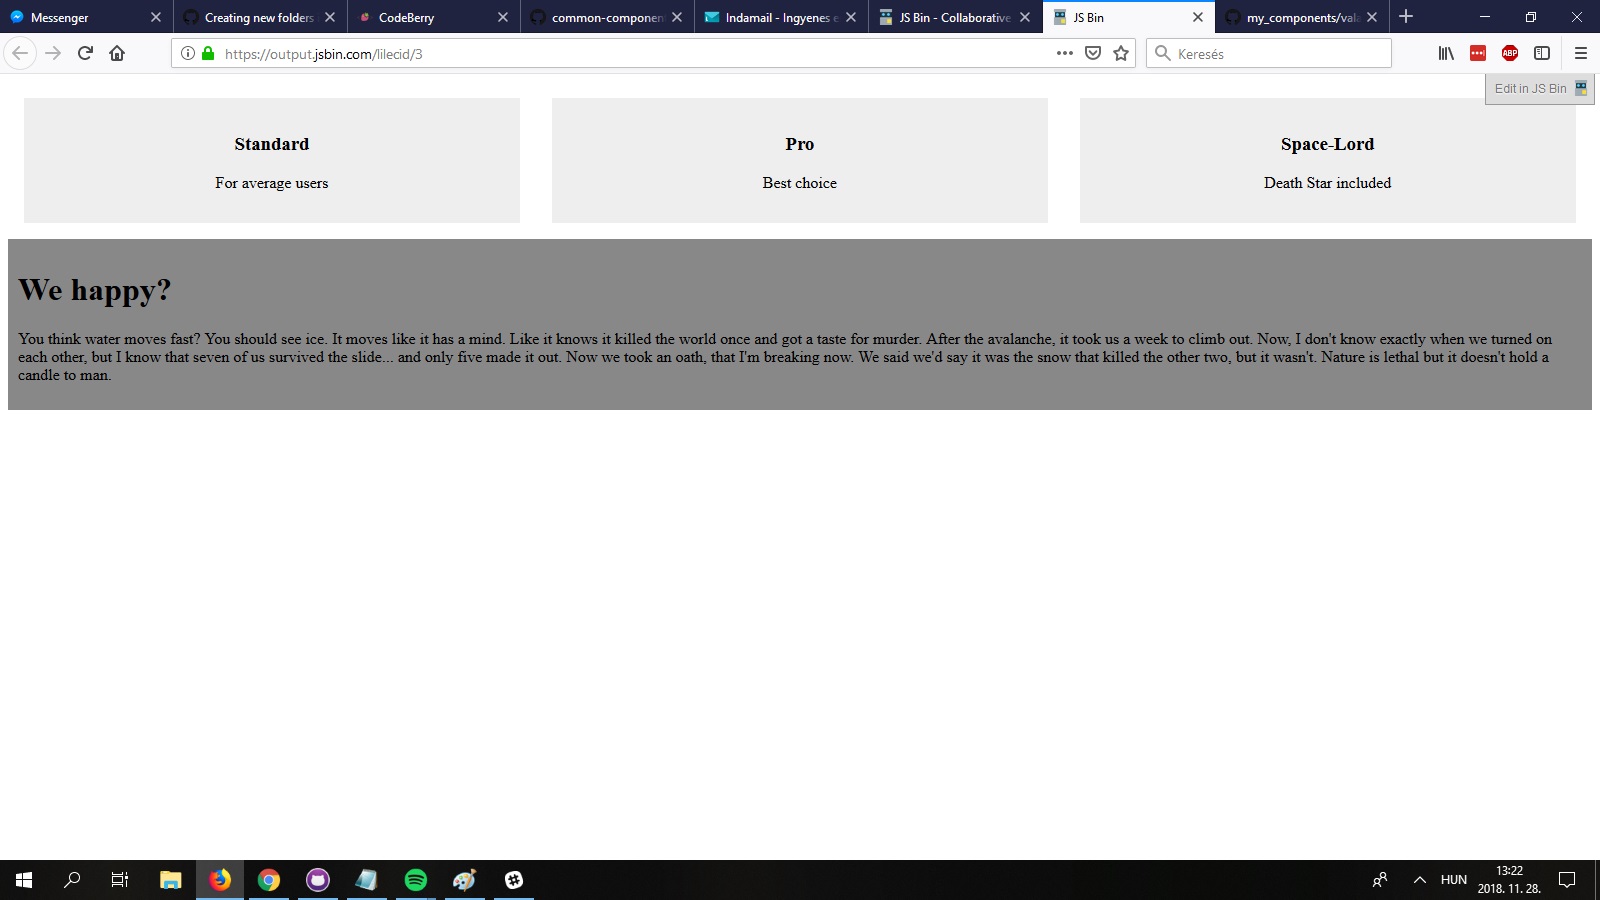 Messenger
Creating new folders
CodeBerry
common-component
Indamail - Ingyenes e
JS Bin - Collaborative
JS Bin
my_components/vala
https://output.jsbin.com/lilecid/3
Keresés
ABP
Edit in JS Bin
Standard
For average users
Pro
Best choice
Space-Lord
Death Star included
We happy?
You think water moves fast? You should see ice. It moves like it has a mind. Like it knows it killed the world once and got a taste for murder. After the avalanche, it took us a week to climb out. Now, I don't know exactly when we turned on
each other, but I know that seven of us survived the slide... and only five made it out. Now we took an oath, that I'm breaking now. We said we'd say it was the snow that killed the other two, but it wasn't. Nature is lethal but it doesn't hold a
candle to man.
HUN
13:22
2018. 11. 28.